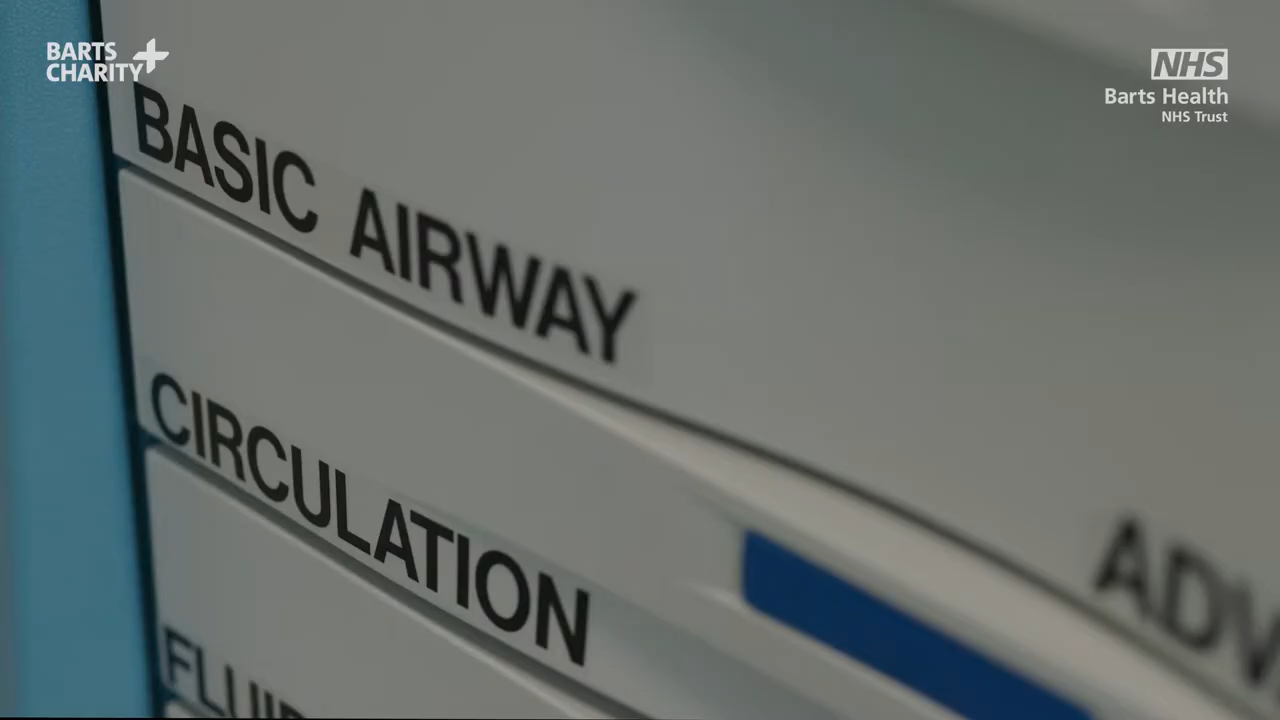 BARTS
CHARITY
NHS
Barts Health
NHS Trust
BASIC AIRWAY
CIRCULATION